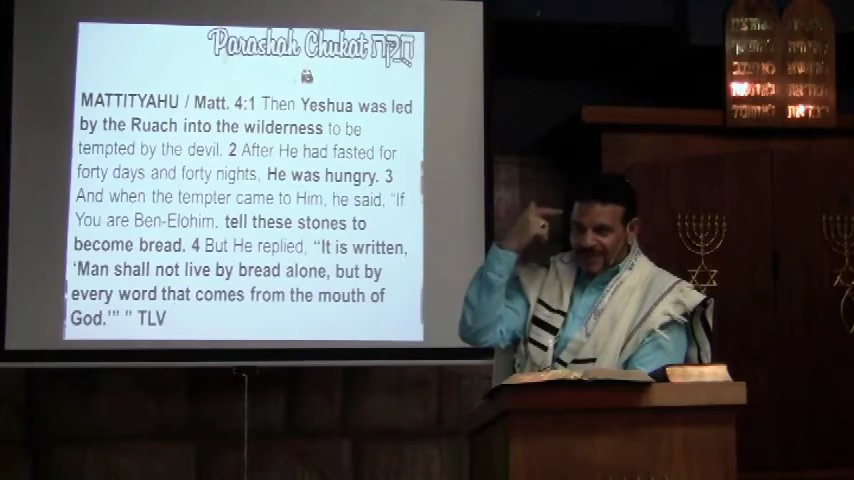 Parashah Chukat חֻקַּת
MATTITYAHU / Matt. 4:1 Then Yeshua was led
by the Ruach into the wilderness to be
tempted by the devil. 2 After He had fasted for
forty days and forty nights, He was hungry. 3
And when the tempter came to Him, he said, “If
You are Ben-Elohim, tell these stones to
become bread. 4 But He replied, “It is written,
‘Man shall not live by bread alone, but by
every word that comes from the mouth of
God.’” ” TLV